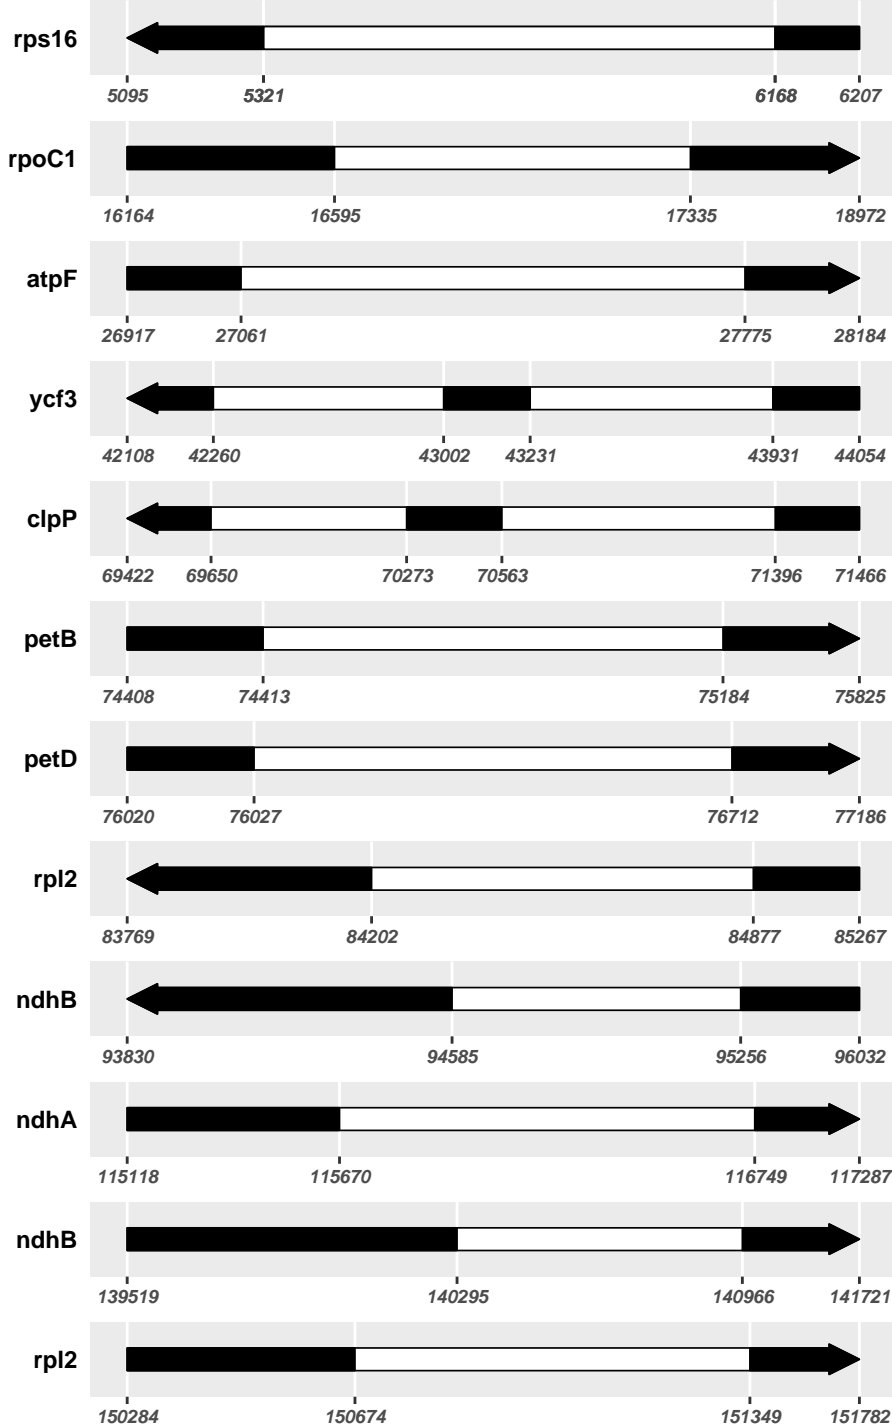 rps16
5095 5321 6168 6207
rpoC1
16164 16595 17335 18972
atpF
26917 27061 27775 28184
ycf3
42108 42260 43002 43231 43931 44054
clpP
69422 69650 70273 70563 71396 71466
petB
74408 74413 75184 75825
petD
76020 76027 76712 77186
rpl2
83769 84202 84877 85267
ndhB
93830 94585 95256 96032
ndhA
115118 115670 116749 117287
ndhB
139519 140295 140966 141721
rpl2
150284 150674 151349 151782